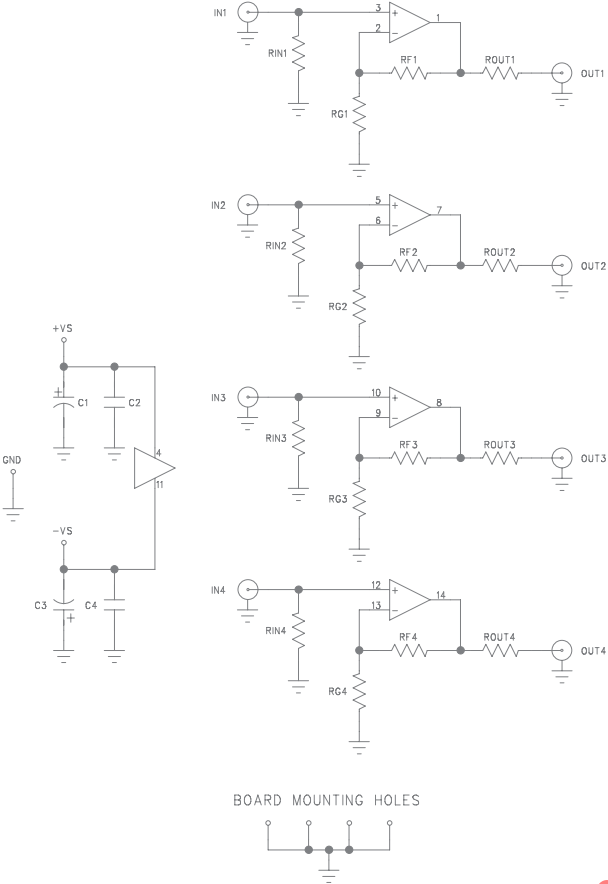 IN1
3
2
1
RIN1
RF1
ROUT1
OUT1
RG1
IN2
5
6
7
RIN2
RF2
ROUT2
OUT2
RG2
+VS
+
C1
C2
4
11
GND
-VS
C3
+
C4
IN3
10
9
8
RIN3
RF3
ROUT3
OUT3
RG3
IN4
12
13
14
RIN4
RF4
ROUT4
OUT4
RG4
BOARD MOUNTING HOLES